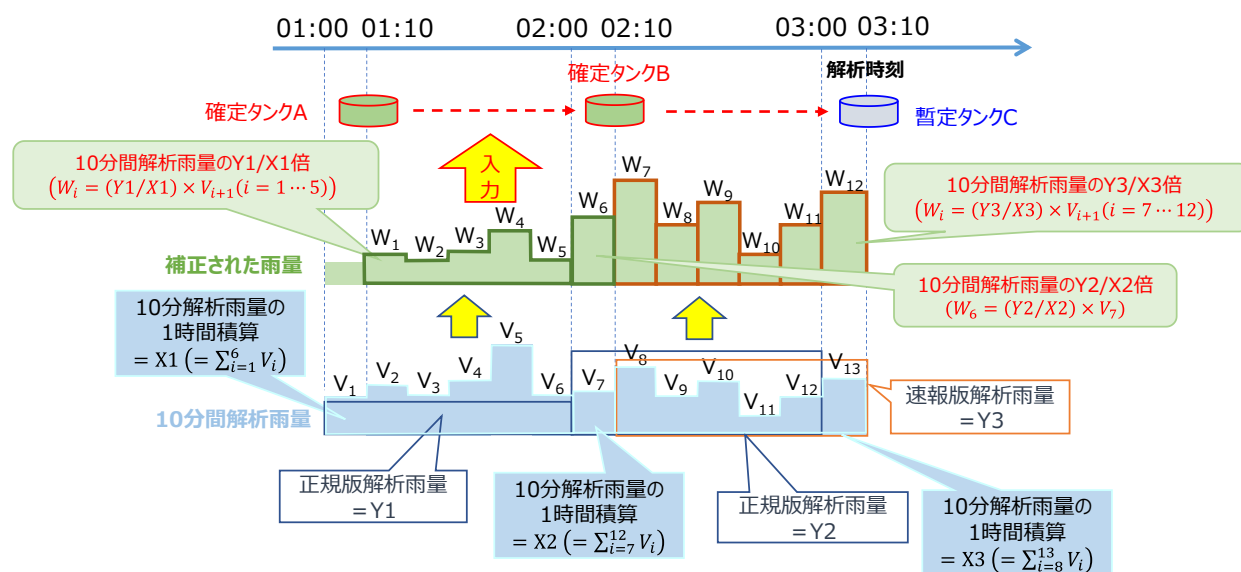 01:00 01:10
02:00 02:10
03:00 03:10
解析時刻
確定タンクA
確定タンクB
暫定タンクC
10分間解析雨量のY1/X1倍
(W_i = (Y1/X1) × V_{i+1}(i = 1 ⋯ 5))
入
力
10分間解析雨量のY3/X3倍
(W_i = (Y3/X3) × V_{i+1}(i = 7 ⋯ 12))
W1
W2
W3
W4
W5
W6
W7
W8
W9
W10
W11
W12
補正された雨量
10分間解析雨量のY2/X2倍
(W_6 = (Y2/X2) × V_7)
10分解析雨量の
1時間積算
= X1 (= ∑_{i=1}^{6} V_i)
V1
V2
V3
V4
V5
V6
V7
V8
V9
V10
V11
V12
V13
10分間解析雨量
速報版解析雨量
=Y3
正規版解析雨量
=Y1
10分解析雨量の
1時間積算
= X2 (= ∑_{i=7}^{12} V_i)
正規版解析雨量
=Y2
10分解析雨量の
1時間積算
= X3 (= ∑_{i=8}^{13} V_i)